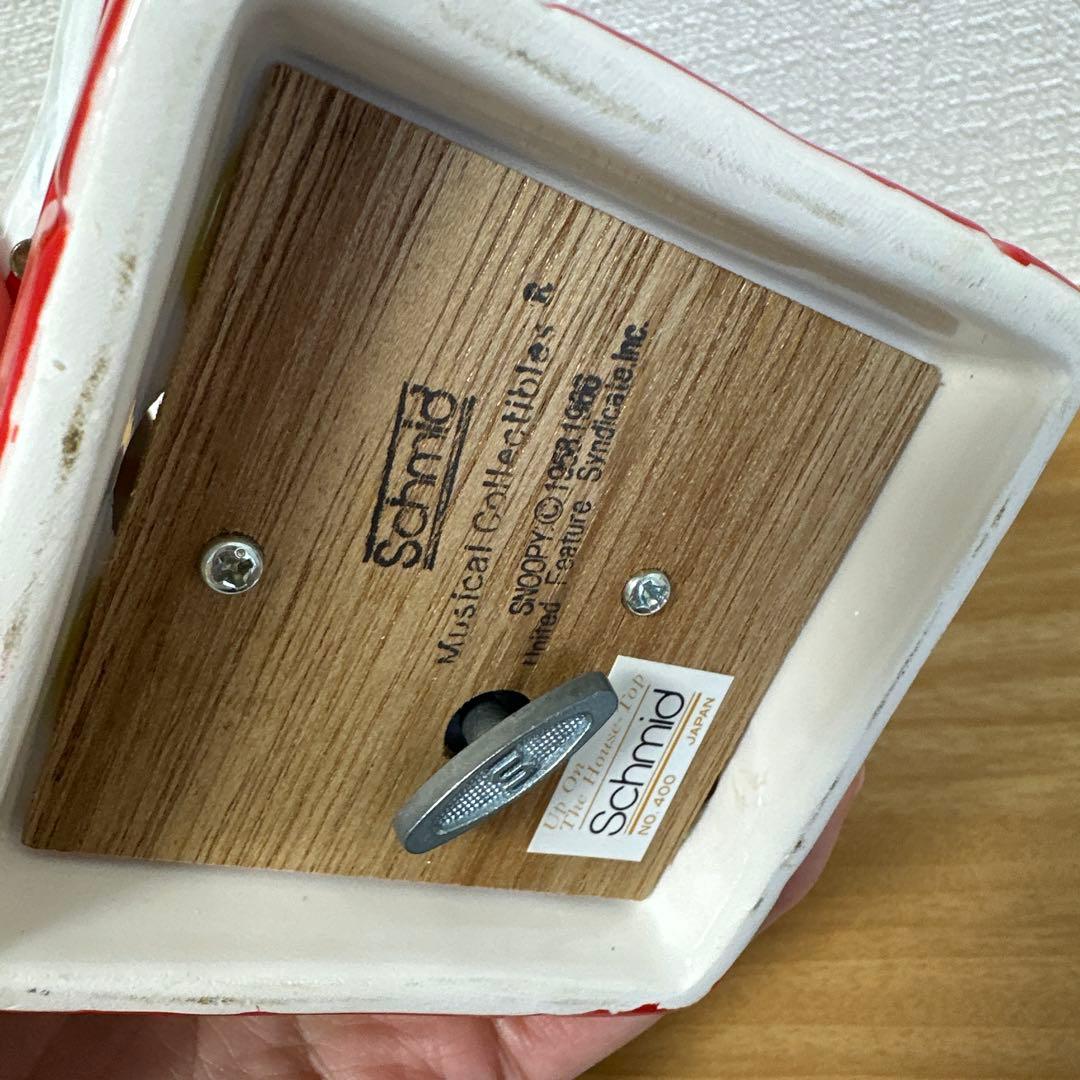 Schmid
Musical Collectibles R
SNOOPY:© 1958 1966
United Feature Syndicate.Inc.
S
Up On
The House-Top
Schmid
NO. 400 JAPAN